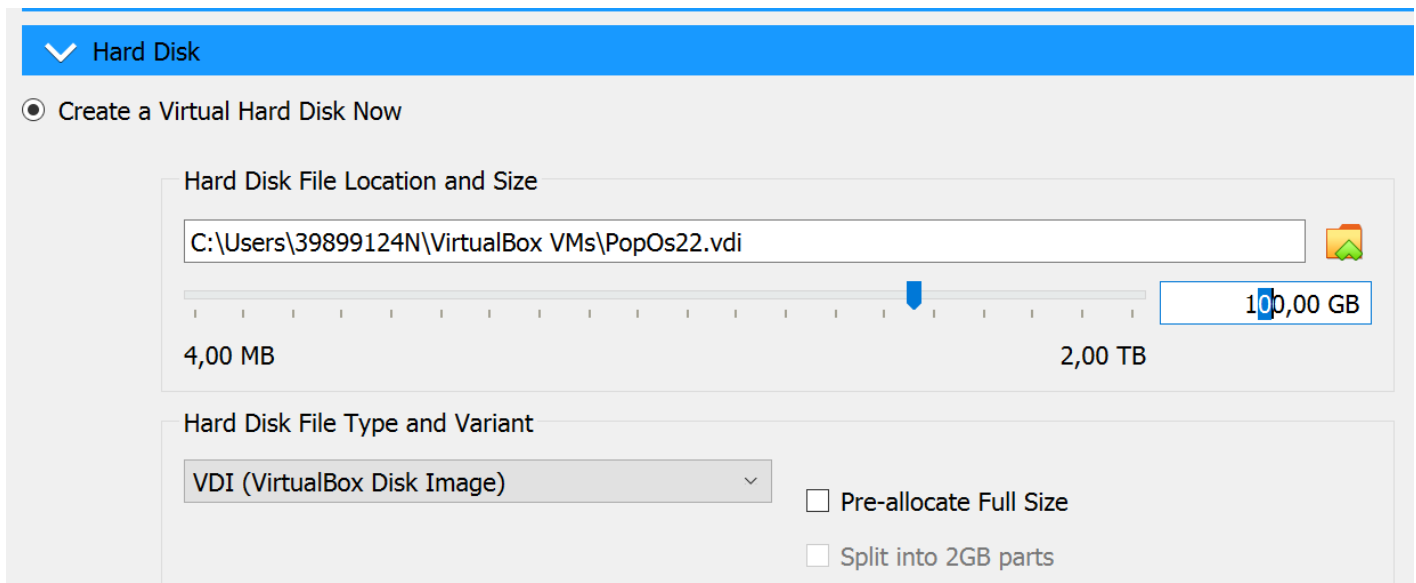 Hard Disk
Create a Virtual Hard Disk Now
Hard Disk File Location and Size
C:\Users\39899124N\VirtualBox VMs\PopOs22.vdi
100,00 GB
4,00 MB 2,00 TB
Hard Disk File Type and Variant
VDI (VirtualBox Disk Image)
Pre-allocate Full Size
Split into 2GB parts